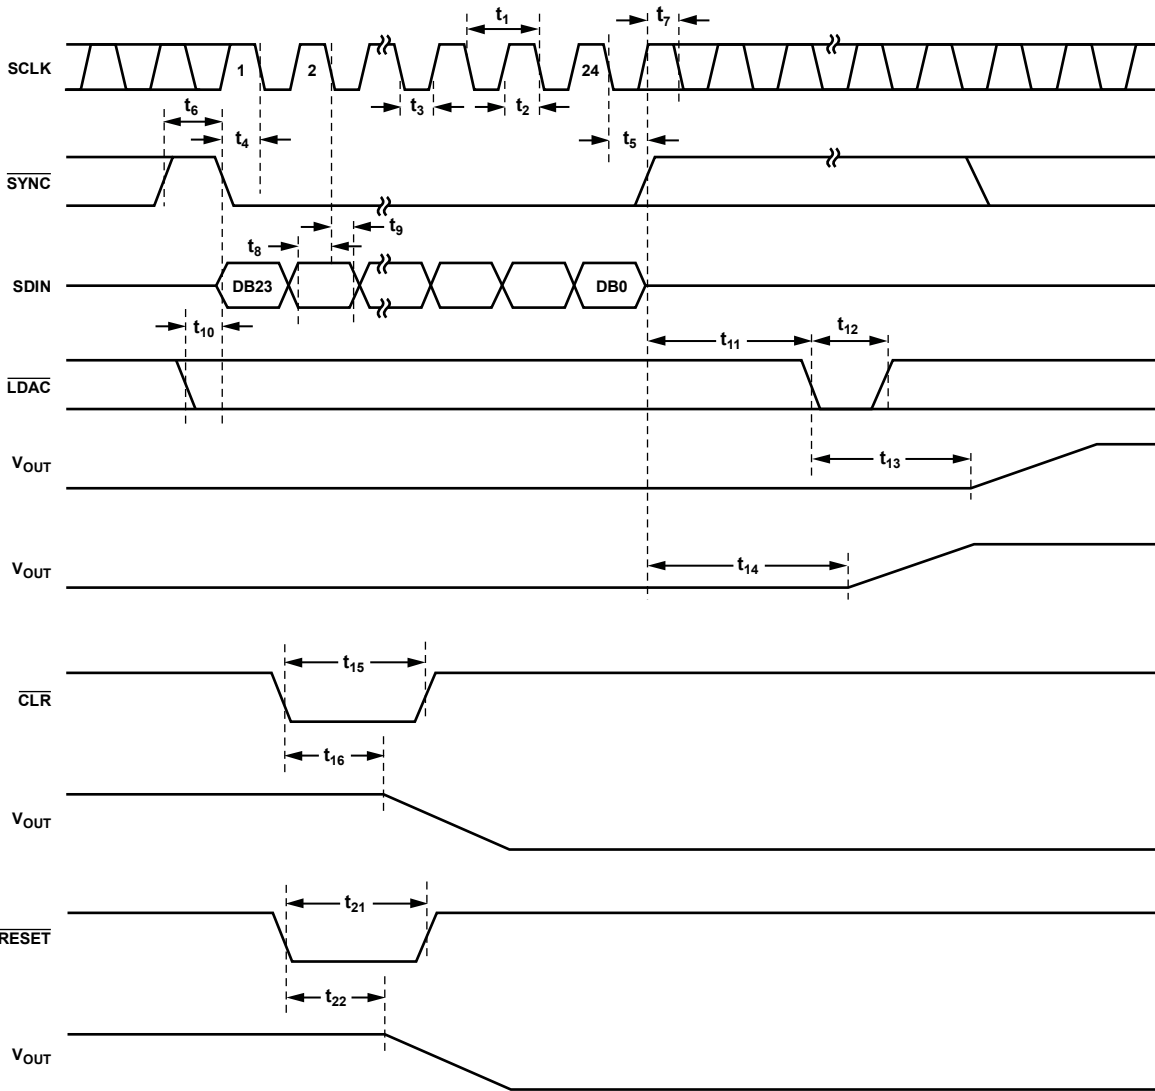 t1
t7
SCLK
1
2
24
t3
t2
t6
t4
t5
SYNC
t9
t8
SDIN
DB23
DB0
t10
t11
t12
LDAC
t13
VOUT
t14
VOUT
t15
CLR
t16
VOUT
t21
RESET
t22
VOUT